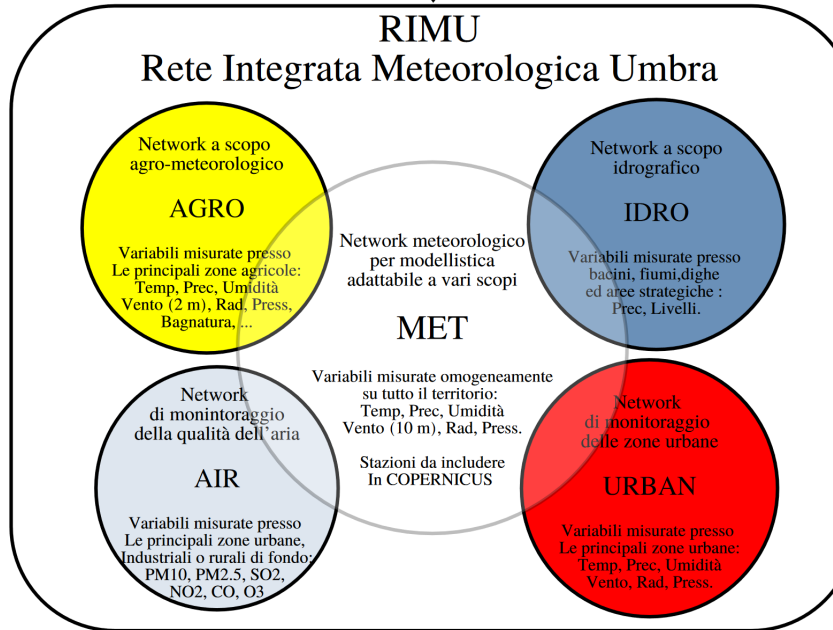 RIMU
Rete Integrata Meteorologica Umbra
Network a scopo
agro-meteorologico
AGRO
Variabili misurate presso
Le principali zone agricole:
Temp, Prec, Umidità
Vento (2 m), Rad, Press,
Bagnatura, ...
Network a scopo
idrografico
IDRO
Variabili misurate presso
bacini, fiumi,dighe
ed aree strategiche :
Prec, Livelli.
Network meteorologico
per modellistica
adattabile a vari scopi
MET
Variabili misurate omogeneamente
su tutto il territorio:
Temp, Prec, Umidità
Vento (10 m), Rad, Press.
Stazioni da includere
In COPERNICUS
Network
di monintoraggio
della qualità dell'aria
AIR
Variabili misurate presso
Le principali zone urbane,
Industriali o rurali di fondo:
PM10, PM2.5, SO2,
NO2, CO, O3
Network
di monitoraggio
delle zone urbane
URBAN
Variabili misurate presso
Le principali zone urbane:
Temp, Prec, Umidità
Vento, Rad, Press.